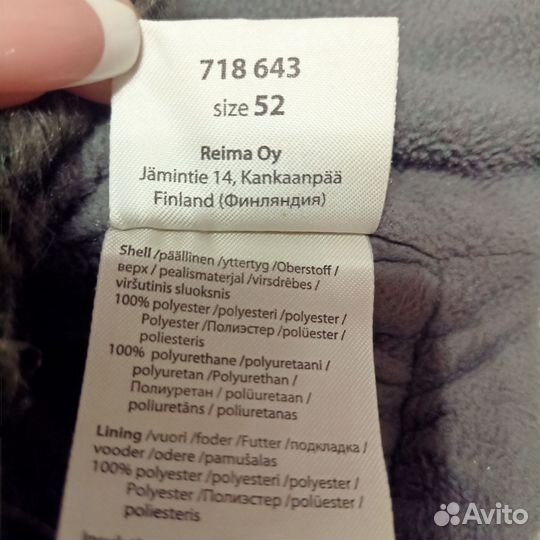 718 643
size 52
Reima Oy
Jämintie 14, Kankaanpää
Finland (Финляндия)
Shell /päällinen /yttertyg /Oberstoff /
верх / pealismaterjal /virsdrēbes /
viršutinis sluoksnis
100% polyester /polyesteri /polyester /
Polyester /Полиэстер /polüester /
poliesteris
100% polyurethane /polyuretaani /
polyuretan /Polyurethan /
Полиуретан / polüuretaan /
poliuretāns / poliuretanas
Lining /vuori /foder /Futter /подкладка /
vooder /odere /pamušalas
100% polyester /polyesteri /polyester /
Polyester /Полиэстер /polüester /
poliesteris
Avito